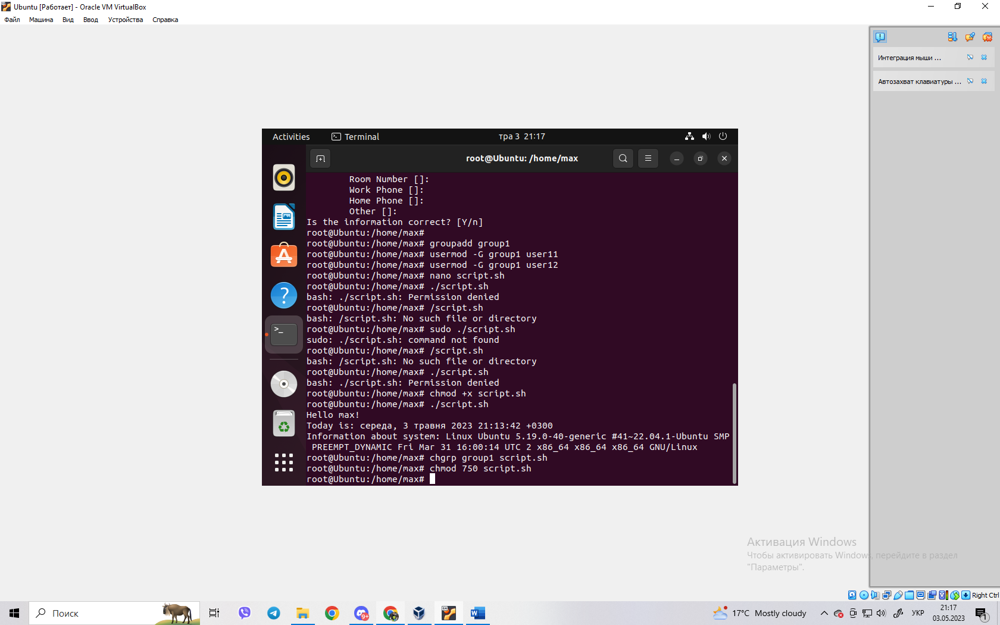 Ubuntu [Работает] - Oracle VM VirtualBox
Файл Машина Вид Ввод Устройства Справка
Интеграция мыши ...
Автозахват клавиатуры ...
Activities Terminal тра 3 21:17
root@Ubuntu: /home/max
Room Number []:
Work Phone []:
Home Phone []:
Other []:
Is the information correct? [Y/n]
root@Ubuntu:/home/max#
root@Ubuntu:/home/max# groupadd group1
root@Ubuntu:/home/max# usermod -G group1 user11
root@Ubuntu:/home/max# usermod -G group1 user12
root@Ubuntu:/home/max# nano script.sh
root@Ubuntu:/home/max# ./script.sh
bash: ./script.sh: Permission denied
root@Ubuntu:/home/max# /script.sh
bash: /script.sh: No such file or directory
root@Ubuntu:/home/max# sudo ./script.sh
sudo: ./script.sh: command not found
root@Ubuntu:/home/max# /script.sh
bash: /script.sh: No such file or directory
root@Ubuntu:/home/max# ./script.sh
bash: ./script.sh: Permission denied
root@Ubuntu:/home/max# chmod +x script.sh
root@Ubuntu:/home/max# ./script.sh
Hello max!
Today is: середа, 3 травня 2023 21:13:42 +0300
Information about system: Linux Ubuntu 5.19.0-40-generic #41~22.04.1-Ubuntu SMP
PREEMPT_DYNAMIC Fri Mar 31 16:00:14 UTC 2 x86_64 x86_64 x86_64 GNU/Linux
root@Ubuntu:/home/max# chgrp group1 script.sh
root@Ubuntu:/home/max# chmod 750 script.sh
root@Ubuntu:/home/max#
Активация Windows
Чтобы активировать Windows, перейдите в раздел
"Параметры".
Right Ctrl
Поиск
9+
64
17°C Mostly cloudy
УКР
21:17
03.05.2023
1